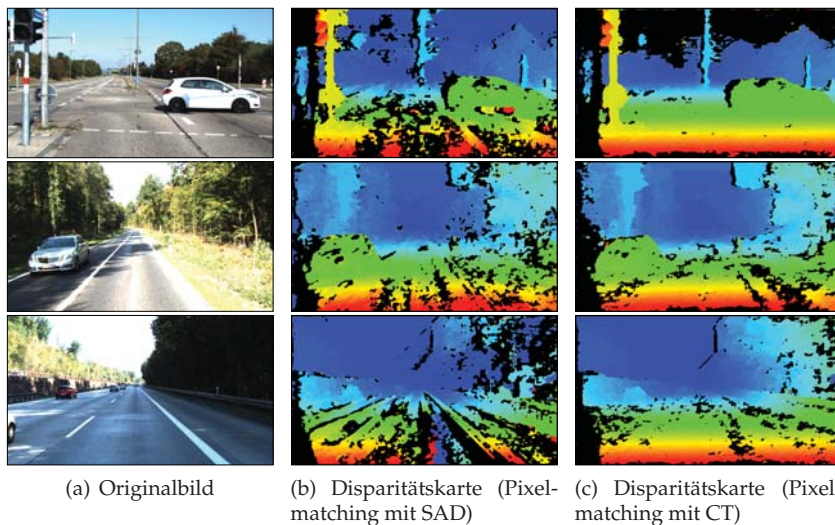 (a) Originalbild
(b) Disparitätskarte (Pixel-
matching mit SAD)
(c) Disparitätskarte (Pixel
matching mit CT)